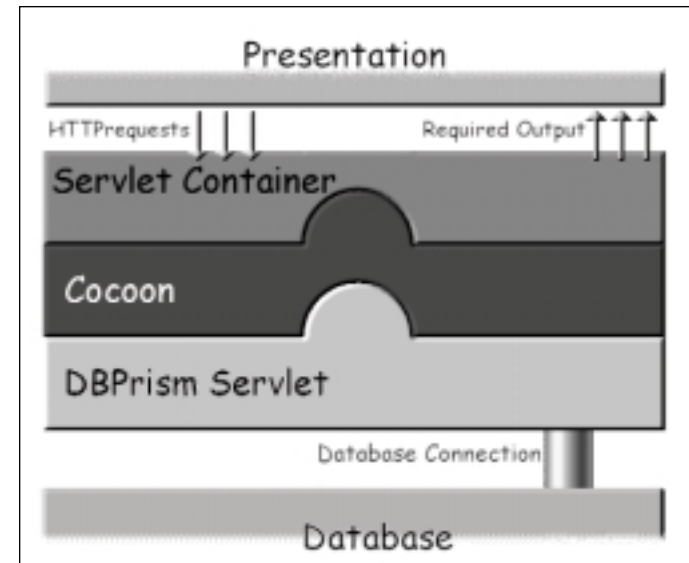 Presentation
HTTPrequests
Required Output
Servlet Container
Cocoon
DBPrism Servlet
Database Connection
Database